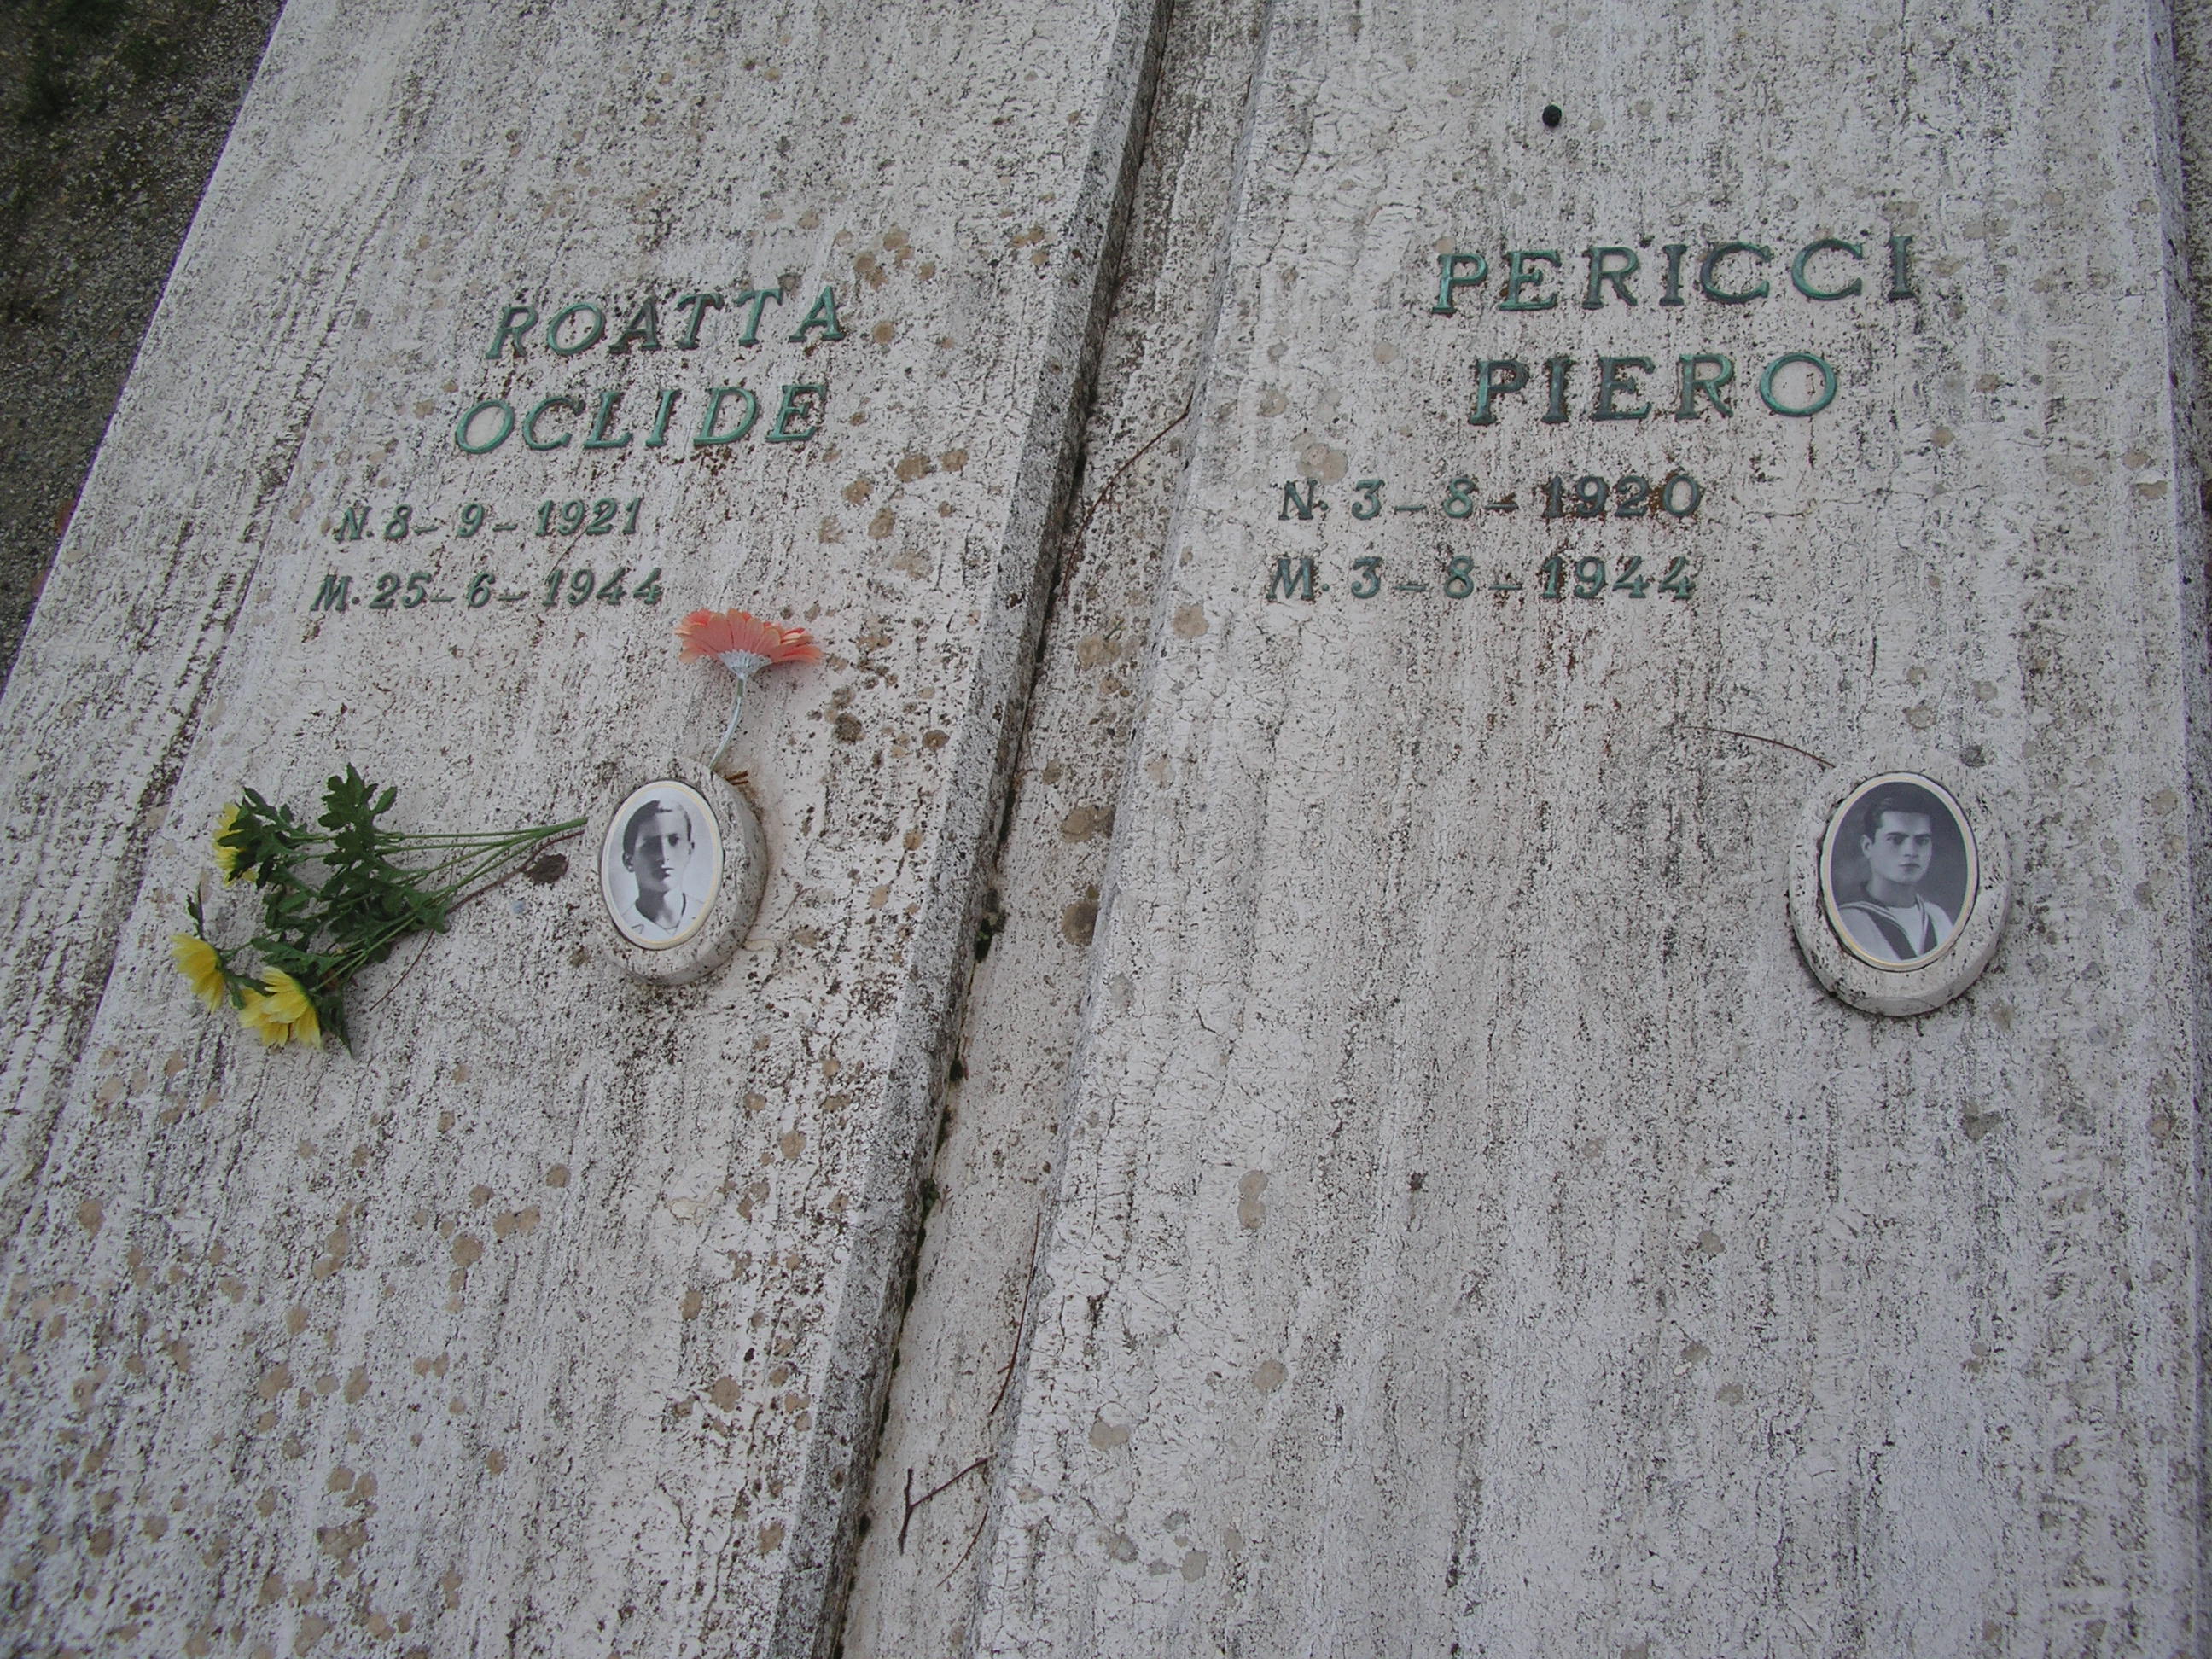 ROATTA
OCLIDE
N. 8-9-1921
M. 25-6-1944
PERICCI
PIERO
N. 3-8-1920
M. 3-8-1944